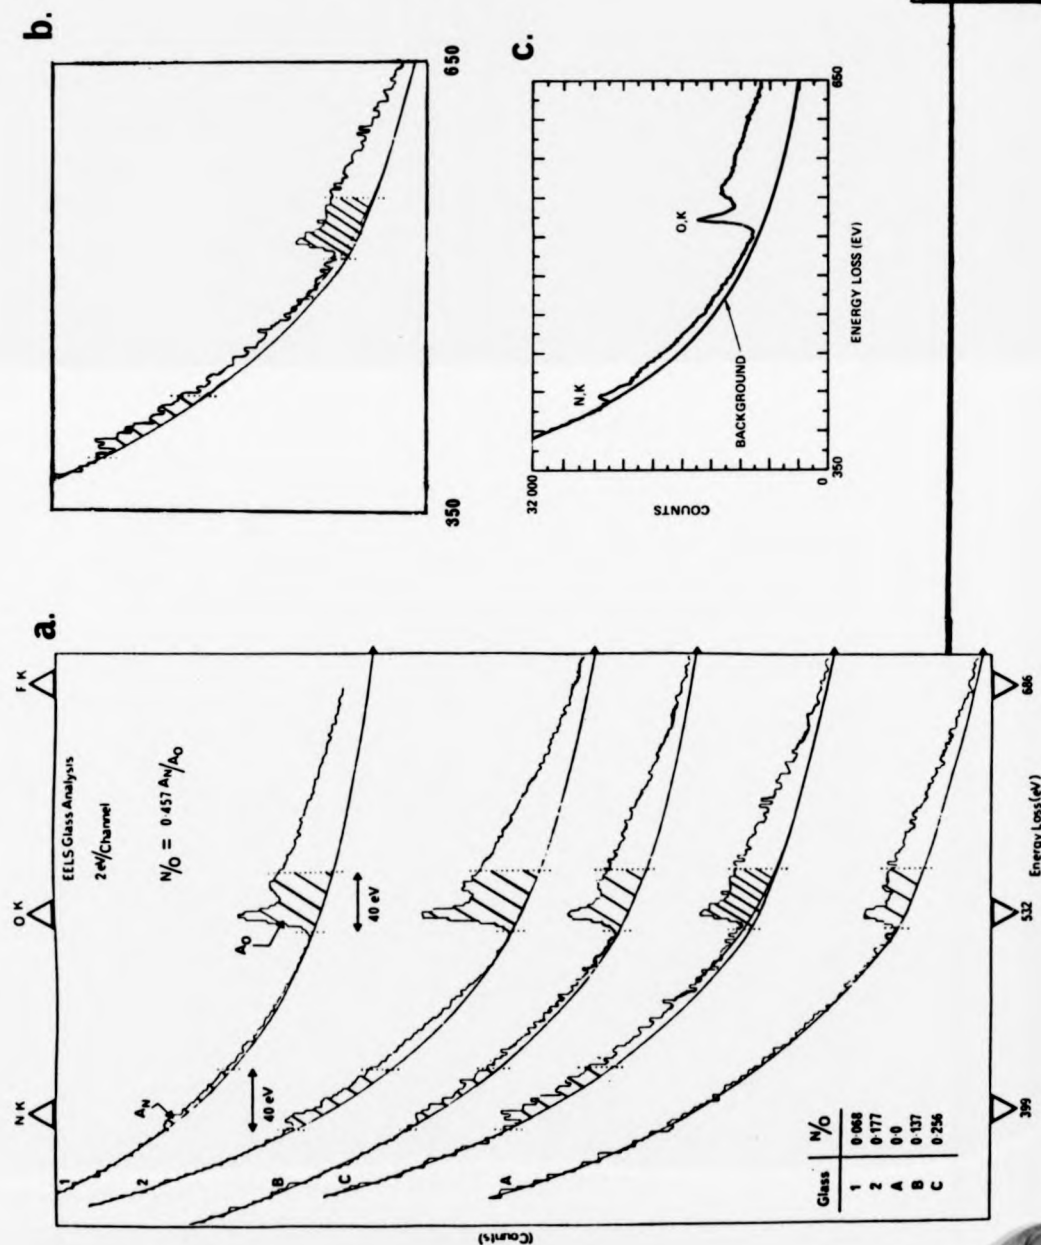 a.
N K
O K
F K
EELS Glass Analysis
2 eV/Channel
N/O = 0·457 AN/AO
AN
AO
40 eV
40 eV
1
2
B
C
A
Glass N/O
1 0·068
2 0·177
A 0·0
B 0·137
C 0·256
(Counts)
399
532
686
Energy Loss(eV)
b.
350
650
c.
32 000
0
COUNTS
N,K
O,K
BACKGROUND
350
650
ENERGY LOSS (EV)